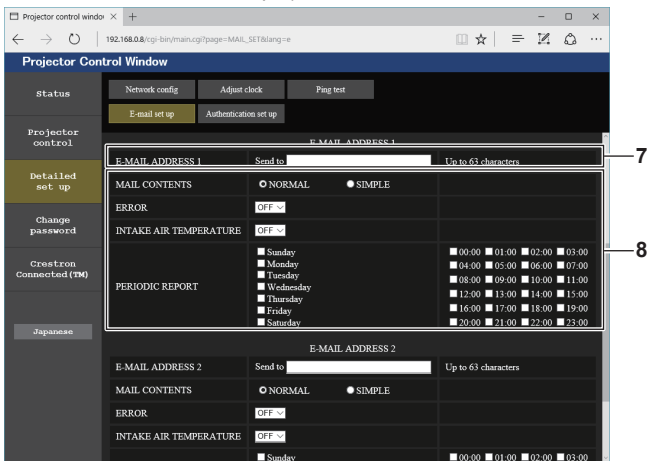 Projector control windo
192.168.0.8/cgi-bin/main.cgi?page=MAIL_SET&lang=e
Projector Control Window
Status
Projector
control
Detailed
set up
Change
password
Crestron
Connected(TM)
Japanese
Network config Adjust clock Ping test
E-mail set up Authentication set up
E-MAIL ADDRESS 1
E-MAIL ADDRESS 1 Send to Up to 63 characters
7
MAIL CONTENTS NORMAL SIMPLE
ERROR OFF
INTAKE AIR TEMPERATURE OFF
PERIODIC REPORT
Sunday
Monday
Tuesday
Wednesday
Thursday
Friday
Saturday
00:00 01:00 02:00 03:00
04:00 05:00 06:00 07:00
08:00 09:00 10:00 11:00
12:00 13:00 14:00 15:00
16:00 17:00 18:00 19:00
20:00 21:00 22:00 23:00
8
E-MAIL ADDRESS 2
E-MAIL ADDRESS 2 Send to Up to 63 characters
MAIL CONTENTS NORMAL SIMPLE
ERROR OFF
INTAKE AIR TEMPERATURE OFF
Sunday 00:00 01:00 02:00 03:00